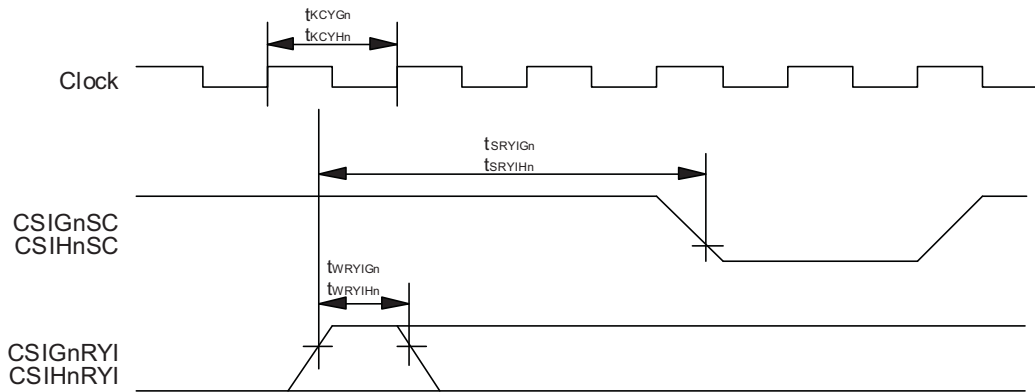 tKCYGn
tKCYHn
Clock
tSRYIGn
tSRYIHn
CSIGnSC
CSIHnSC
tWRYIGn
tWRYIHn
CSIGnRYI
CSIHnRYI